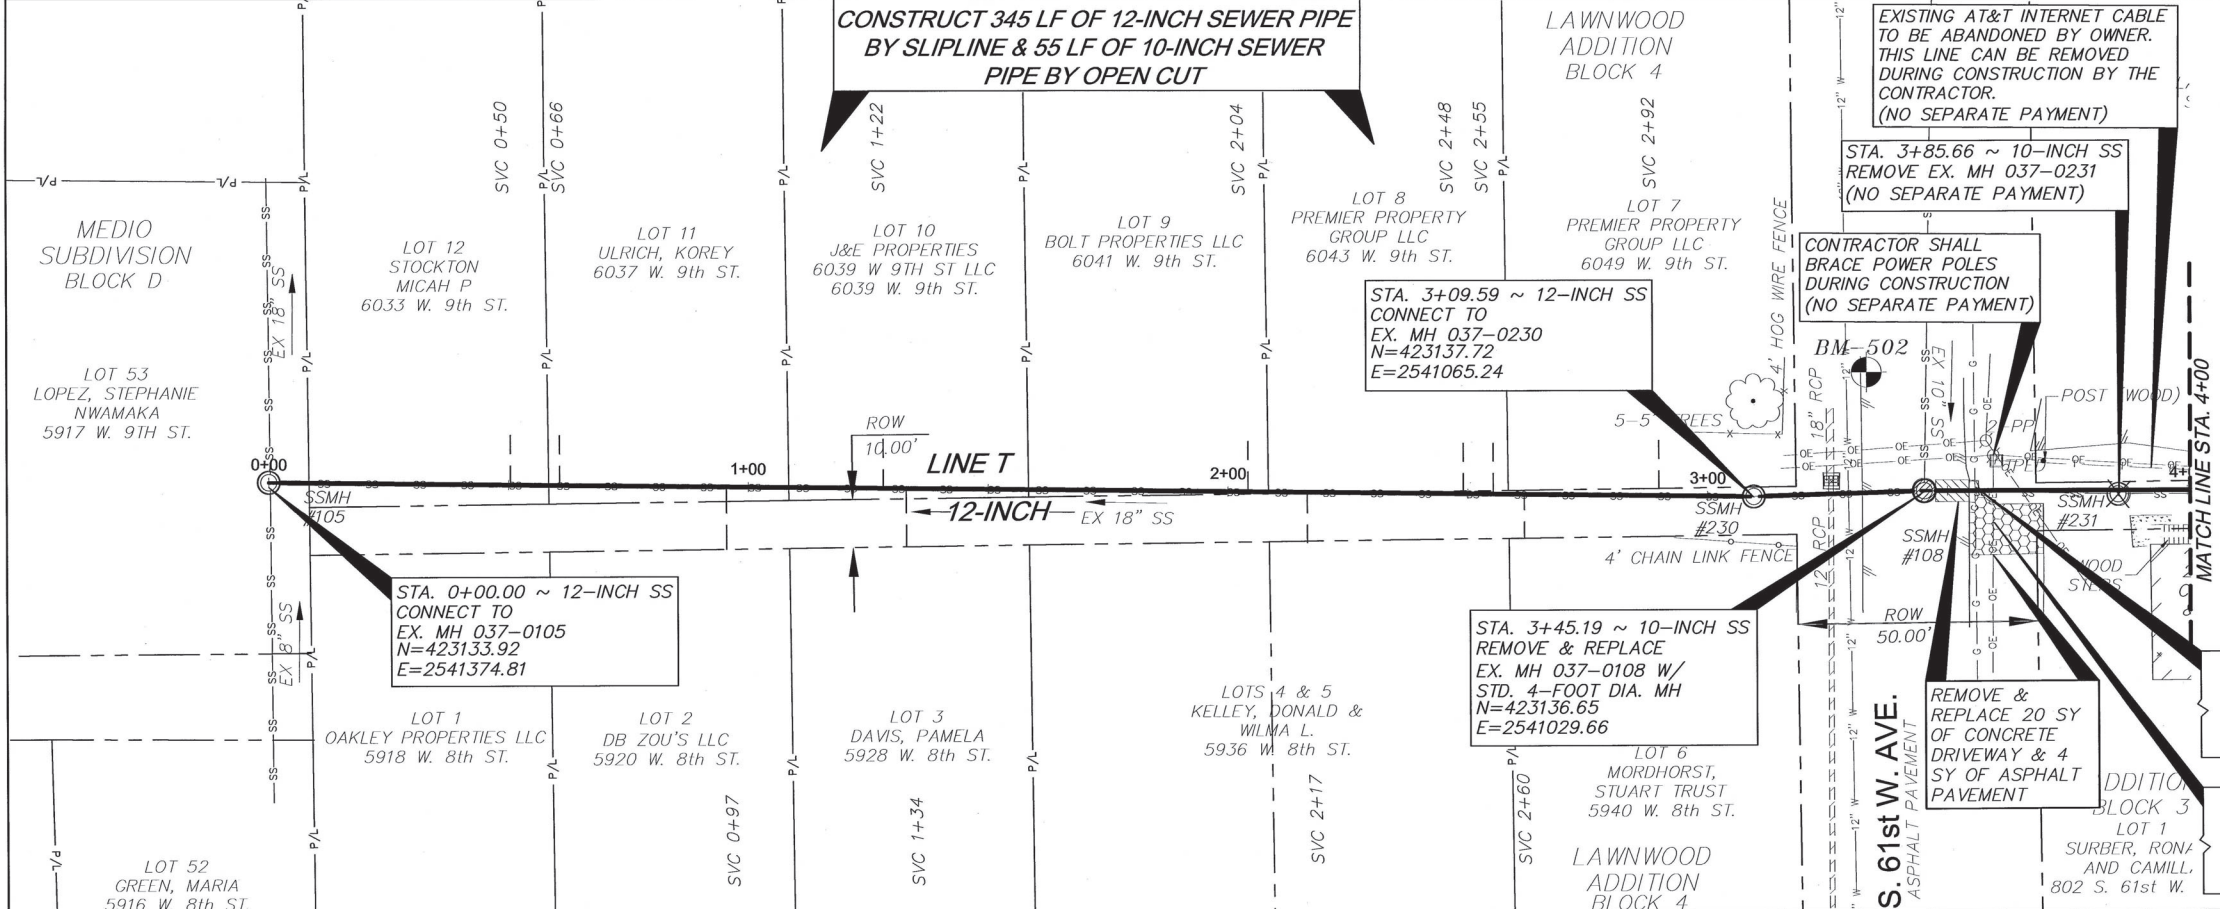 CONSTRUCT 345 LF OF 12-INCH SEWER PIPE
BY SLIPLINE & 55 LF OF 10-INCH SEWER
PIPE BY OPEN CUT
LAWNWOOD
ADDITION
BLOCK 4
EXISTING AT&T INTERNET CABLE
TO BE ABANDONED BY OWNER.
THIS LINE CAN BE REMOVED
DURING CONSTRUCTION BY THE
CONTRACTOR.
(NO SEPARATE PAYMENT)
STA. 3+85.66 ~ 10-INCH SS
REMOVE EX. MH 037-0231
(NO SEPARATE PAYMENT)
CONTRACTOR SHALL
BRACE POWER POLES
DURING CONSTRUCTION
(NO SEPARATE PAYMENT)
SVC 0+50
SVC 0+66
SVC 1+22
SVC 2+04
SVC 2+48
SVC 2+55
SVC 2+92
MEDIO
SUBDIVISION
BLOCK D
LOT 12
STOCKTON
MICAH P
6033 W. 9th ST.
LOT 11
ULRICH, KOREY
6037 W. 9th ST.
LOT 10
J&E PROPERTIES
6039 W 9TH ST LLC
6039 W. 9th ST.
LOT 9
BOLT PROPERTIES LLC
6041 W. 9th ST.
LOT 8
PREMIER PROPERTY
GROUP LLC
6043 W. 9th ST.
LOT 7
PREMIER PROPERTY
GROUP LLC
6049 W. 9th ST.
4' HOG WIRE FENCE
EX 18" SS
STA. 3+09.59 ~ 12-INCH SS
CONNECT TO
EX. MH 037-0230
N=423137.72
E=2541065.24
BM-502
18" RCP
EX 10" SS
POST (WOOD)
2-PP
LOT 53
LOPEZ, STEPHANIE
NWAMAKA
5917 W. 9TH ST.
ROW
10.00'
MATCH LINE STA. 4+00
0+00
1+00
LINE T
2+00
3+00
4+
SSMH
#105
12-INCH
EX 18" SS
SSMH
#230
SSMH
#108
SSMH
#231
4' CHAIN LINK FENCE
12" RCP
WOOD
STEPS
ROW
50.00'
EX 8" SS
STA. 0+00.00 ~ 12-INCH SS
CONNECT TO
EX. MH 037-0105
N=423133.92
E=2541374.81
STA. 3+45.19 ~ 10-INCH SS
REMOVE & REPLACE
EX. MH 037-0108 W/
STD. 4-FOOT DIA. MH
N=423136.65
E=2541029.66
REMOVE &
REPLACE 20 SY
OF CONCRETE
DRIVEWAY & 4
SY OF ASPHALT
PAVEMENT
LOT 1
OAKLEY PROPERTIES LLC
5918 W. 8th ST.
LOT 2
DB ZOU'S LLC
5920 W. 8th ST.
LOT 3
DAVIS, PAMELA
5928 W. 8th ST.
LOTS 4 & 5
KELLEY, DONALD &
WILMA L.
5936 W. 8th ST.
LOT 6
MORDHORST,
STUART TRUST
5940 W. 8th ST.
S. 61st W. AVE.
ASPHALT PAVEMENT
SVC 0+97
SVC 1+34
SVC 2+17
SVC 2+60
LOT 52
GREEN, MARIA
5916 W. 8th ST.
LAWNWOOD
ADDITION
BLOCK 4
DDITIO
BLOCK 3
LOT 1
SURBER, RONA
AND CAMILL
802 S. 61st W.